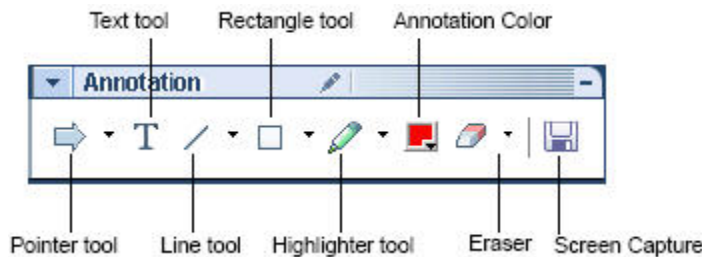 Text tool Rectangle tool Annotation Color
Annotation
T
Pointer tool Line tool Highlighter tool Eraser Screen Capture